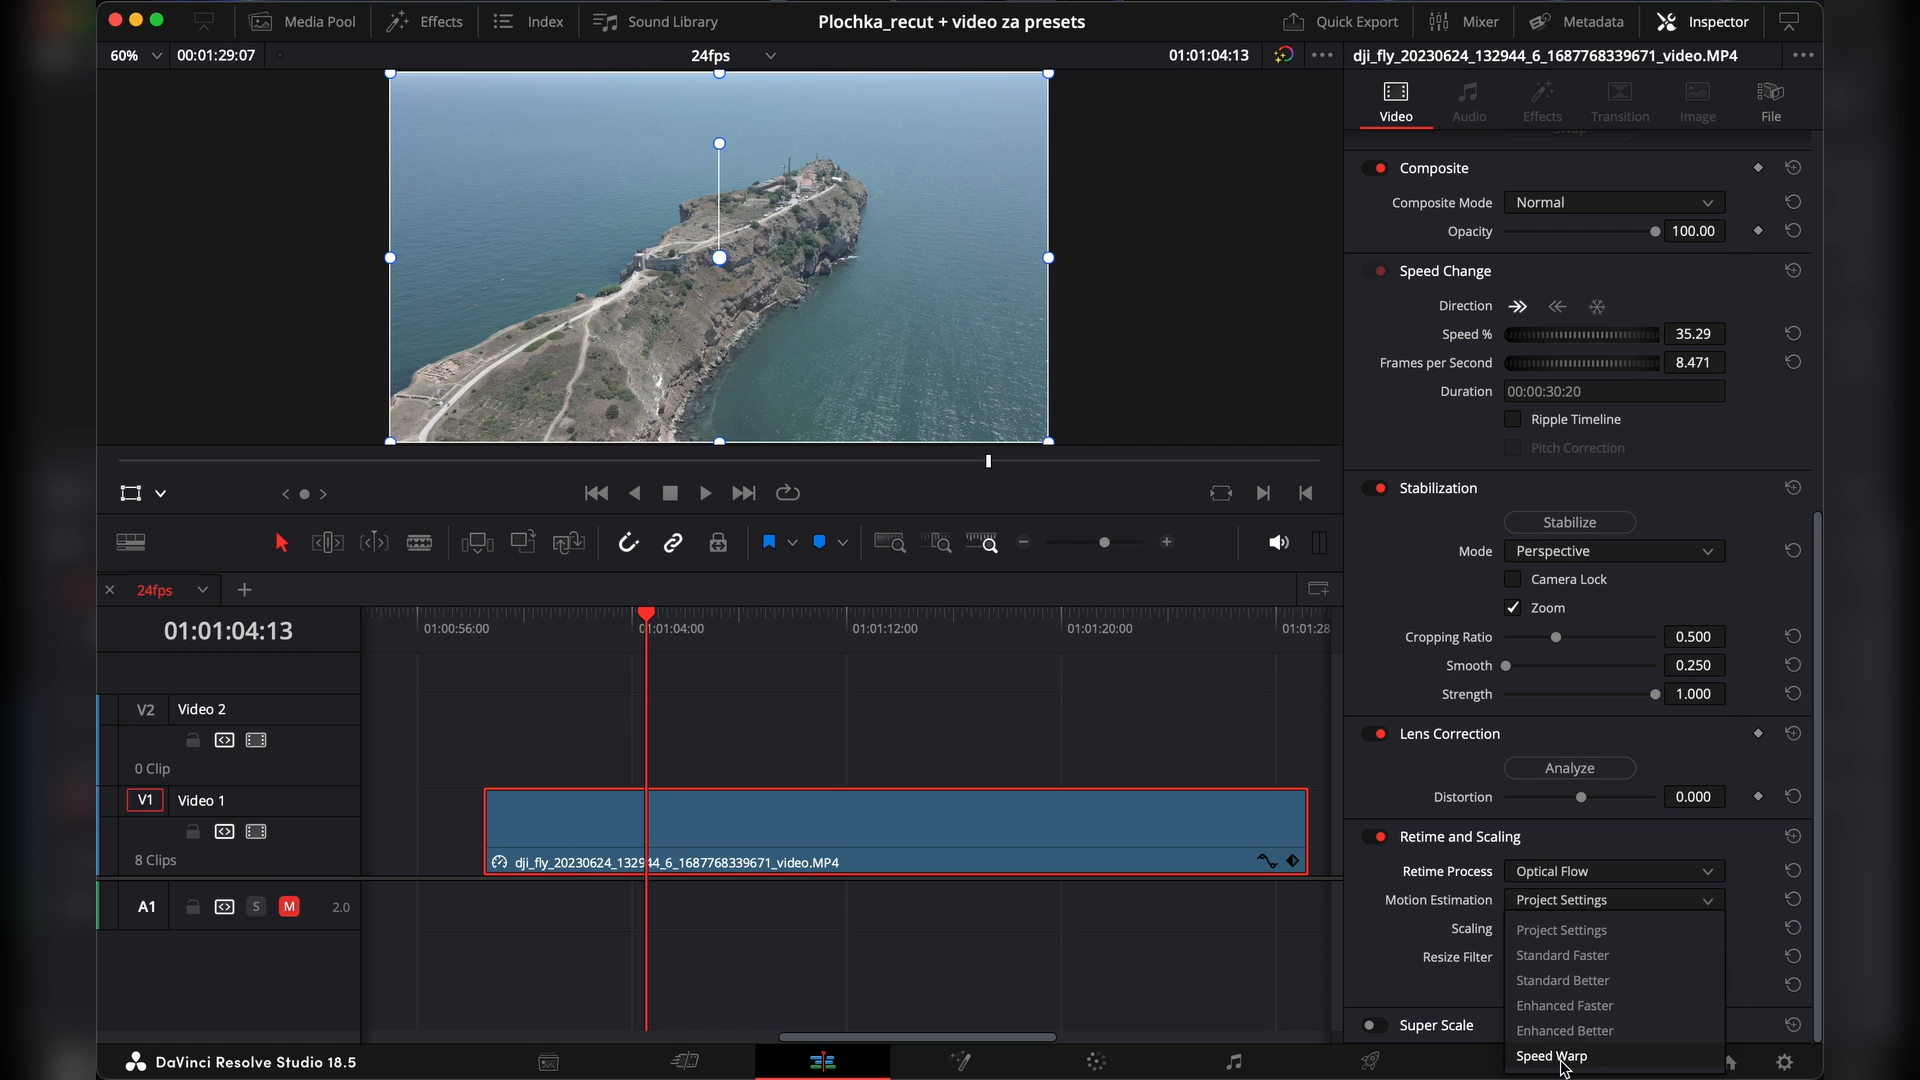 Media Pool
Effects
Index
Sound Library
Plochka_recut + video za presets
Quick Export
Mixer
Metadata
Inspector
60%
00:01:29:07
24fps
01:01:04:13
dji_fly_20230624_132944_6_1687768339671_video.MP4
Video
Audio
Effects
Transition
Image
File
Swap
Composite
Composite Mode
Normal
Opacity
100.00
Speed Change
Direction
Speed %
35.29
Frames per Second
8.471
Duration
00:00:30:20
Ripple Timeline
Pitch Correction
Stabilization
Stabilize
Mode
Perspective
Camera Lock
Zoom
Cropping Ratio
0.500
Smooth
0.250
Strength
1.000
Lens Correction
Analyze
Distortion
0.000
Retime and Scaling
Retime Process
Optical Flow
Motion Estimation
Project Settings
Scaling
Resize Filter
Project Settings
Standard Faster
Standard Better
Enhanced Faster
Enhanced Better
Speed Warp
Super Scale
24fps
01:01:04:13
01:00:56:00
01:01:04:00
01:01:12:00
01:01:20:00
01:01:28
V2
Video 2
0 Clip
V1
Video 1
8 Clips
dji_fly_20230624_132944_6_1687768339671_video.MP4
A1
S
M
2.0
DaVinci Resolve Studio 18.5